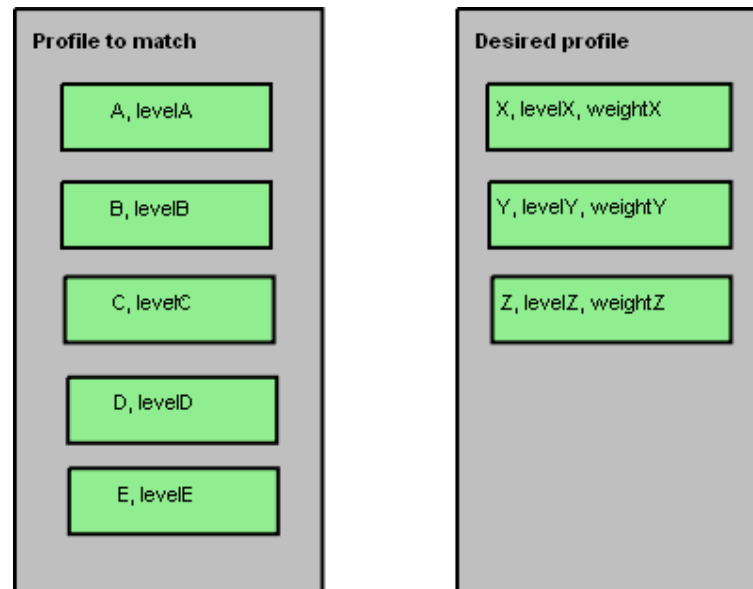 Profile to match
A, levelA
B, levelB
C, levelC
D, levelD
E, levelE
Desired profile
X, levelX, weightX
Y, levelY, weightY
Z, levelZ, weightZ